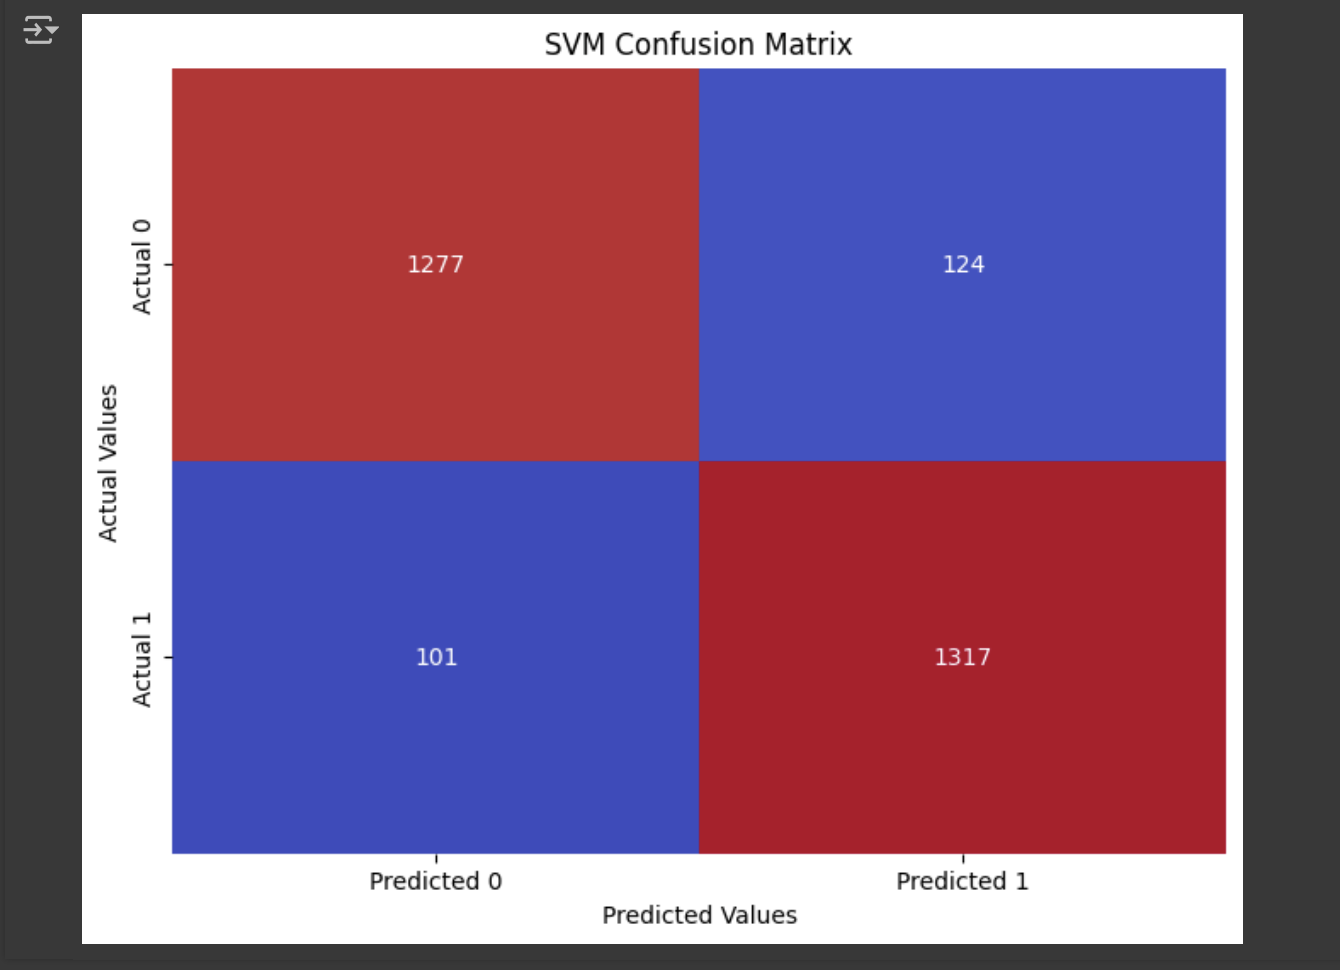 SVM Confusion Matrix
Actual Values
Actual 0
1277
124
Actual 1
101
1317
Predicted 0
Predicted 1
Predicted Values